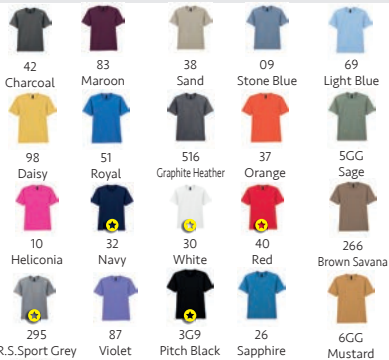 42 83 38 09 69
Charcoal Maroon Sand Stone Blue Light Blue
98 51 516 37 5GG
Daisy Royal Graphite Heather Orange Sage
10 32 30 40 266
Heliconia Navy White Red Brown Savana
295 87 3G9 26 6GG
R.S.Sport Grey Violet Pitch Black Sapphire Mustard